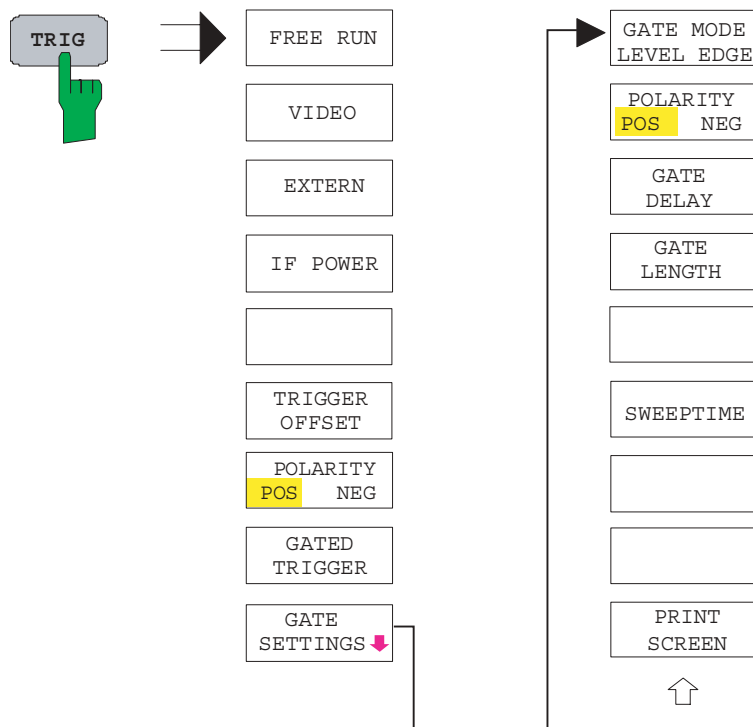 TRIG
FREE RUN
VIDEO
EXTERN
IF POWER
TRIGGER
OFFSET
POLARITY
POS NEG
GATED
TRIGGER
GATE
SETTINGS
GATE MODE
LEVEL EDGE
POLARITY
POS NEG
GATE
DELAY
GATE
LENGTH
SWEEPTIME
PRINT
SCREEN